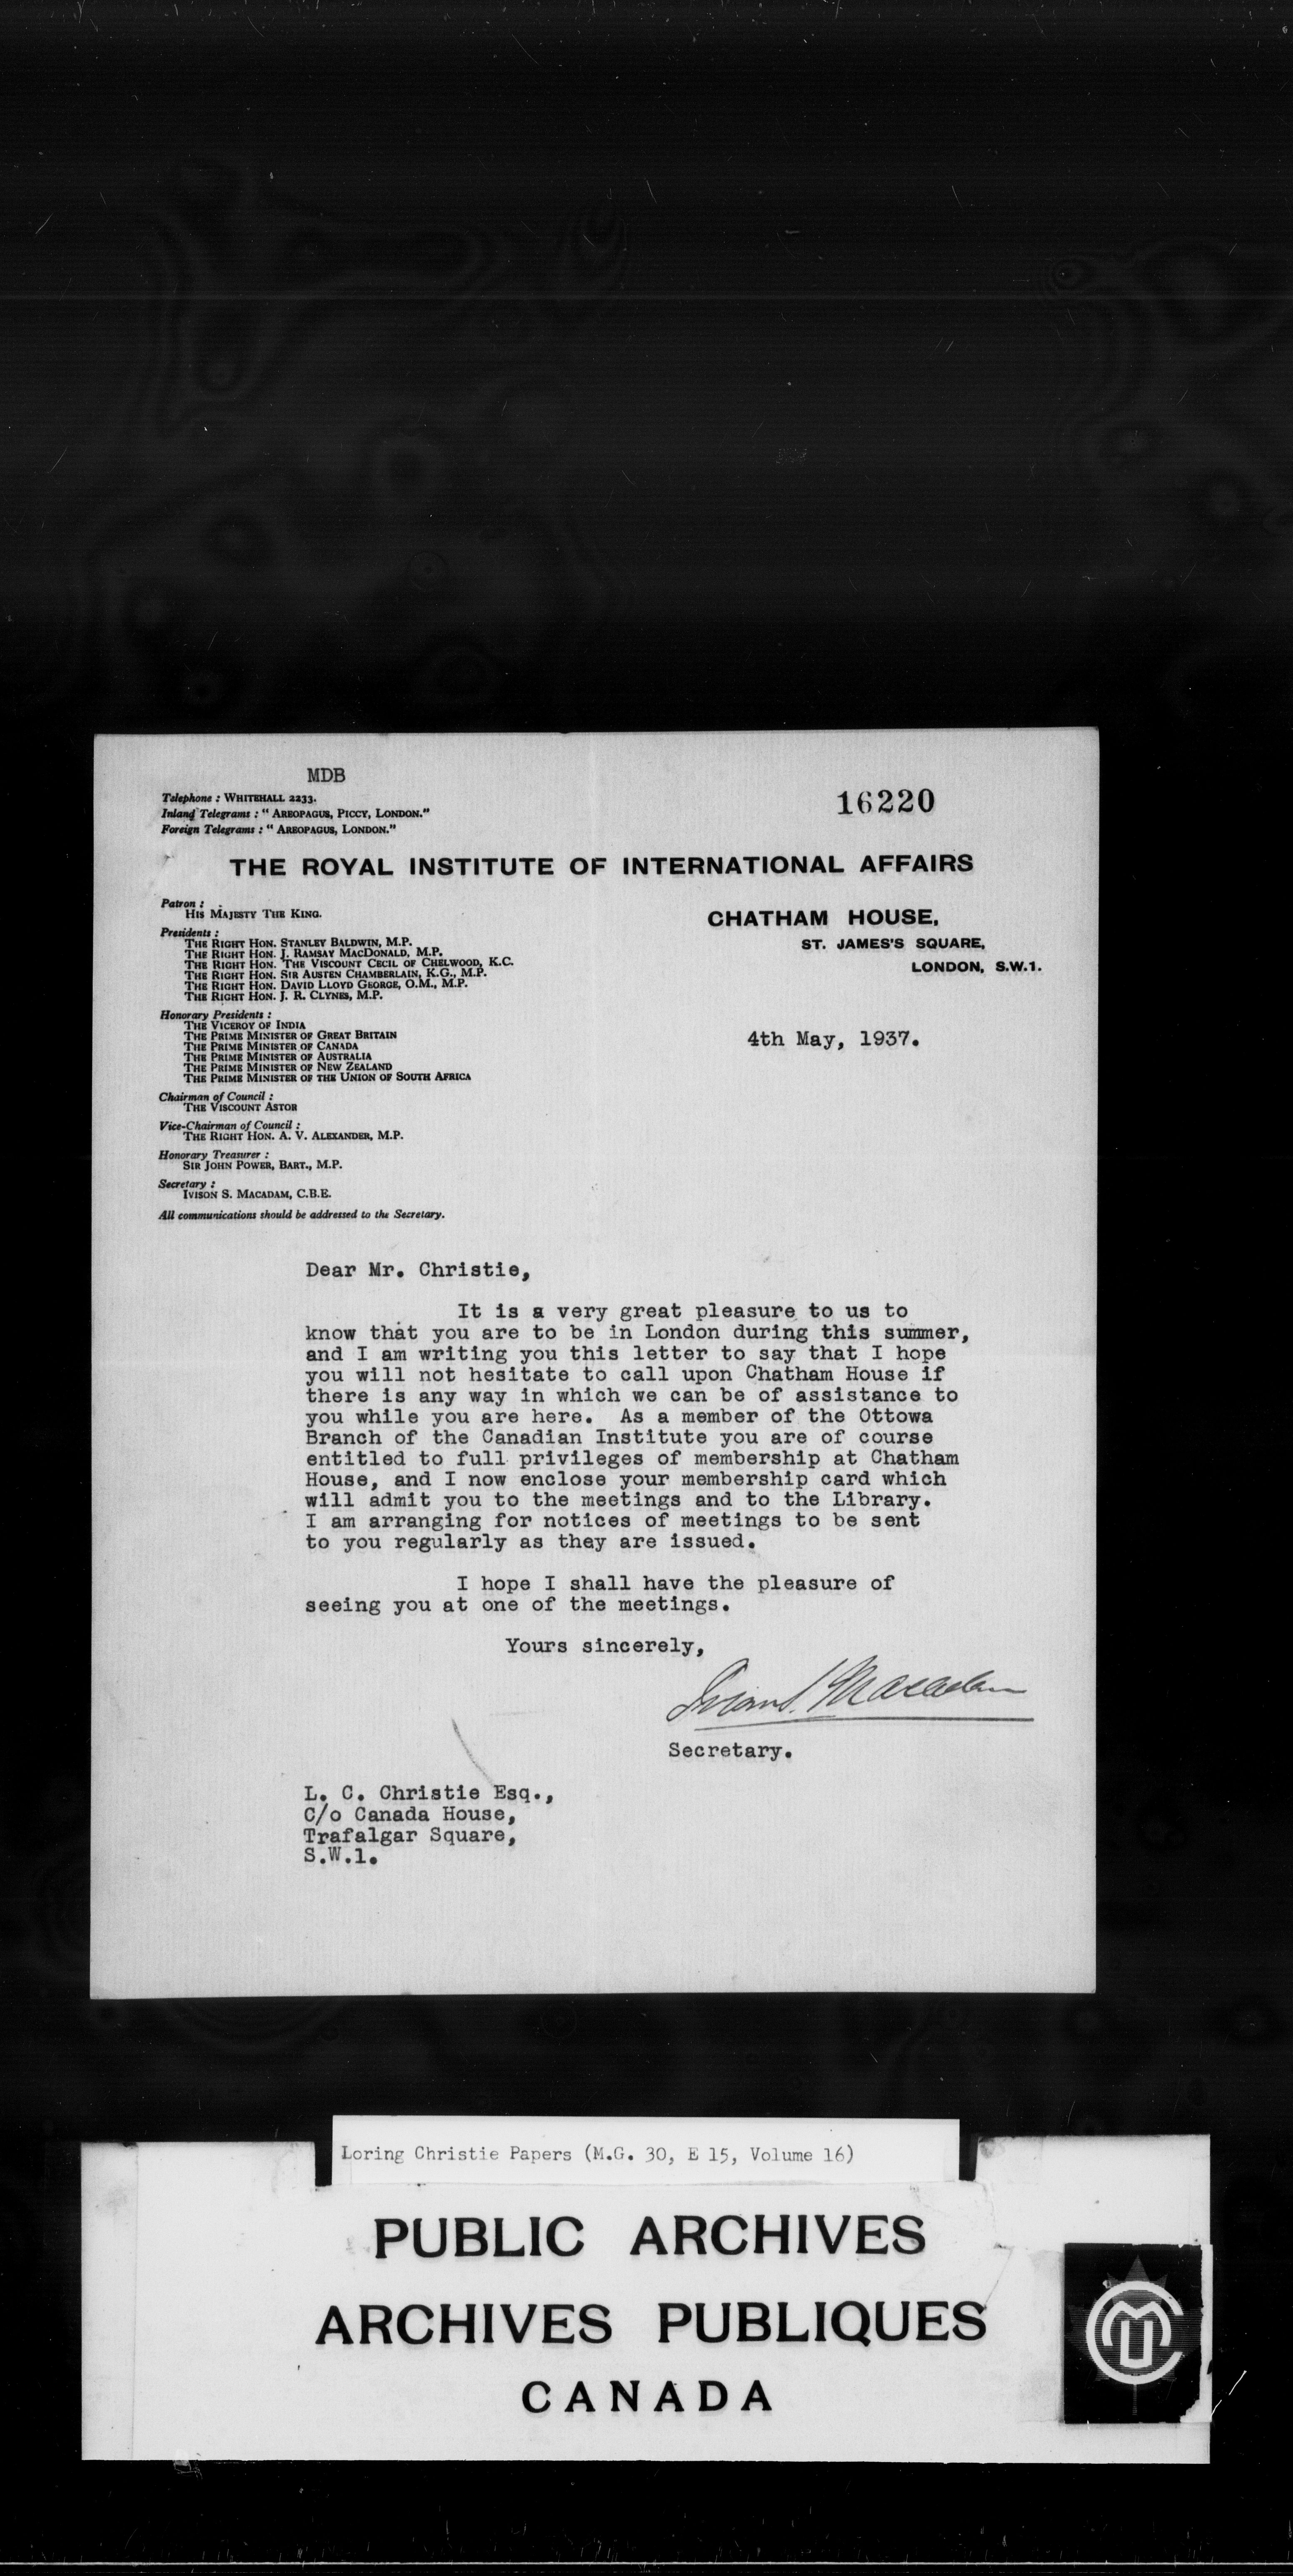 MDB
Telephone : WHITEHALL 2233.
Inland Telegrams : " AREOPAGUS, PICCY, LONDON."
Foreign Telegrams : " AREOPAGUS, LONDON."
16220
THE ROYAL INSTITUTE OF INTERNATIONAL AFFAIRS
Patron :
HIS MAJESTY THE KING.
Presidents :
THE RIGHT HON. STANLEY BALDWIN, M.P.
THE RIGHT HON. J. RAMSAY MACDONALD, M.P.
THE RIGHT HON. THE VISCOUNT CECIL OF CHELWOOD, K.C.
THE RIGHT HON. SIR AUSTEN CHAMBERLAIN, K.G., M.P.
THE RIGHT HON. DAVID LLOYD GEORGE, O.M., M.P.
THE RIGHT HON. J. R. CLYNES, M.P.
Honorary Presidents :
THE VICEROY OF INDIA
THE PRIME MINISTER OF GREAT BRITAIN
THE PRIME MINISTER OF CANADA
THE PRIME MINISTER OF AUSTRALIA
THE PRIME MINISTER OF NEW ZEALAND
THE PRIME MINISTER OF THE UNION OF SOUTH AFRICA
Chairman of Council :
THE VISCOUNT ASTOR
Vice-Chairman of Council :
THE RIGHT HON. A. V. ALEXANDER, M.P.
Honorary Treasurer :
SIR JOHN POWER, BART., M.P.
Secretary :
IVISON S. MACADAM, C.B.E.
All communications should be addressed to the Secretary.
CHATHAM HOUSE,
ST. JAMES'S SQUARE,
LONDON, S.W.1.
4th May, 1937.
Dear Mr. Christie,
It is a very great pleasure to us to
know that you are to be in London during this summer,
and I am writing you this letter to say that I hope
you will not hesitate to call upon Chatham House if
there is any way in which we can be of assistance to
you while you are here. As a member of the Ottowa
Branch of the Canadian Institute you are of course
entitled to full privileges of membership at Chatham
House, and I now enclose your membership card which
will admit you to the meetings and to the Library.
I am arranging for notices of meetings to be sent
to you regularly as they are issued.
I hope I shall have the pleasure of
seeing you at one of the meetings.
Yours sincerely,
Ivison S. Macadam
Secretary.
L. C. Christie Esq.,
C/o Canada House,
Trafalgar Square,
S.W.1.
Loring Christie Papers (M.G. 30, E 15, Volume 16)
PUBLIC ARCHIVES
ARCHIVES PUBLIQUES
CANADA